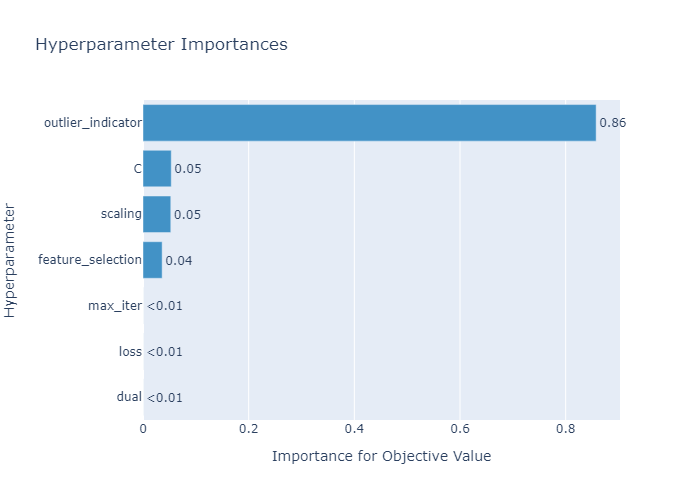 Hyperparameter Importances
Hyperparameter
outlier_indicator 0.86
C 0.05
scaling 0.05
feature_selection 0.04
max_iter <0.01
loss <0.01
dual <0.01
0 0.2 0.4 0.6 0.8
Importance for Objective Value